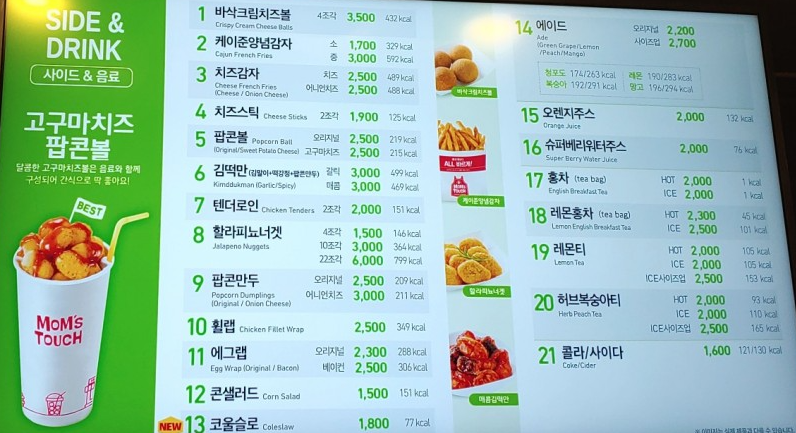 SIDE &
DRINK
사이드 & 음료
고구마치즈
팝콘볼
달콤한 고구마치즈볼은 음료와 함께
구성되어 간식으로 딱 좋아요!
BEST
MOM'S
TOUCH
1 바삭크림치즈볼 4조각 3,500 432 kcal
Crispy Cream Cheese Balls
2 케이준양념감자 소 1,700 329 kcal
Cajun French Fries 중 3,000 592 kcal
3 치즈감자 치즈 2,500 489 kcal
Cheese French Fries
(Cheese / Onion Cheese) 어니언치즈 2,500 488 kcal
4 치즈스틱 Cheese Sticks 2조각 1,900 125 kcal
5 팝콘볼 Popcorn Ball 오리지널 2,500 219 kcal
(Original/Sweet Potato Cheese) 고구마치즈 2,500 215 kcal
6 김떡만 (김말이+떡강정+팝콘만두) 갈릭 3,000 499 kcal
Kimddukman (Garlic/Spicy) 매콤 3,000 469 kcal
7 텐더로인 Chicken Tenders 2조각 2,000 151 kcal
8 할라피뇨너겟 4조각 1,500 146 kcal
Jalapeno Nuggets 10조각 3,000 364 kcal
22조각 6,000 799 kcal
9 팝콘만두 오리지널 2,500 209 kcal
Popcorn Dumplings
(Original / Onion Cheese) 어니언치즈 3,000 211 kcal
10 휠랩 Chicken Fillet Wrap 2,500 349 kcal
11 에그랩 오리지널 2,300 288 kcal
Egg Wrap (Original / Bacon) 베이컨 2,500 306 kcal
12 콘샐러드 Corn Salad 1,500 151 kcal
NEW 13 코울슬로 Coleslaw 1,800 77 kcal
바삭크림치즈볼
MOM'S
TOUCH
케이준양념감자
할라피뇨너겟
매콤김떡만
14 에이드 오리지널 2,200
Ade 사이즈업 2,700
(Green Grape/Lemon
/Peach/Mango)
청포도 174/263 kcal 레몬 190/283 kcal
복숭아 192/291 kcal 망고 196/294 kcal
15 오렌지주스 2,000 132 kcal
Orange Juice
16 슈퍼베리워터주스 2,000 76 kcal
Super Berry Water Juice
17 홍차 (tea bag) HOT 2,000 1 kcal
English Breakfast Tea ICE 2,000 1 kcal
18 레몬홍차 (tea bag) HOT 2,300 45 kcal
Lemon English Breakfast Tea ICE 2,500 101 kcal
19 레몬티 HOT 2,000 105 kcal
Lemon Tea ICE 2,000 105 kcal
ICE사이즈업 2,500 153 kcal
20 허브복숭아티 HOT 2,000 93 kcal
Herb Peach Tea ICE 2,000 110 kcal
ICE사이즈업 2,500 165 kcal
21 콜라/사이다 1,600 121/130 kcal
Coke/Cider